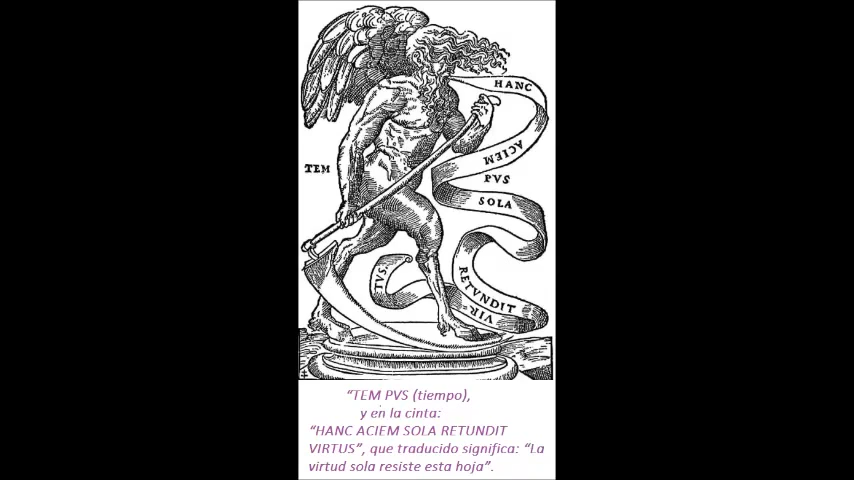 HANC
ACIEM
TEM
PVS
SOLA
RETVNDIT
VIR=
TVS.
“TEM PVS (tiempo),
y en la cinta:
“HANC ACIEM SOLA RETUNDIT
VIRTUS”, que traducido significa: “La
virtud sola resiste esta hoja”.